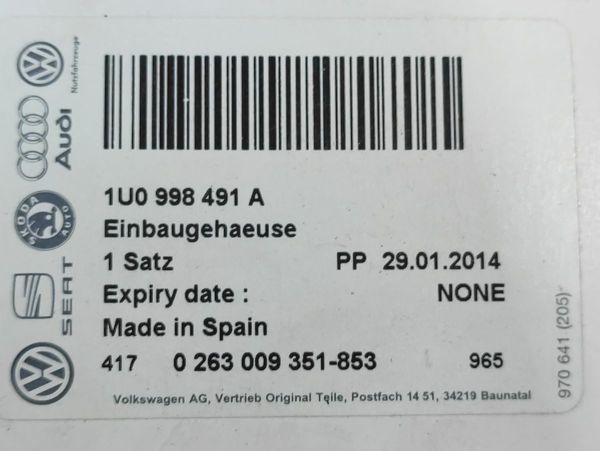 1U0 998 491 A
Einbaugehaeuse
1 Satz PP 29.01.2014
Expiry date : NONE
Made in Spain
417 0 263 009 351-853 965
Volkswagen AG, Vertrieb Original Teile, Postfach 14 51, 34219 Baunatal
970 641 (205)
Nutzfahrzeuge
Audi
SKODA
AUTO
SEAT